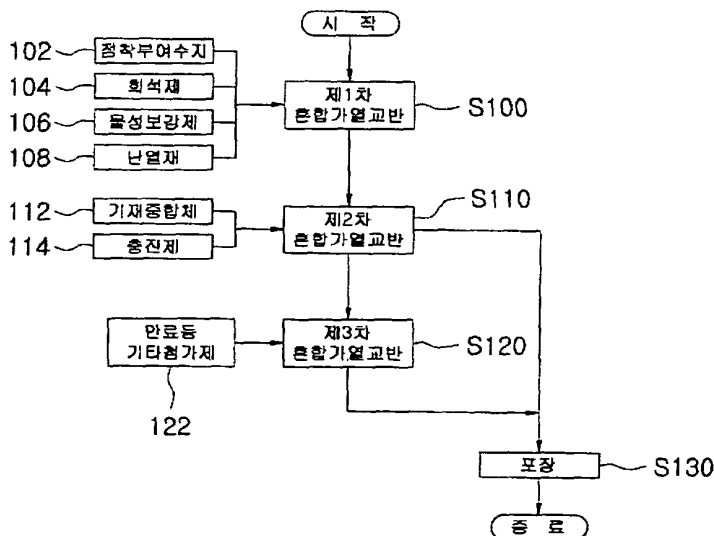 시 작
102 점착부여수지
104 희석제
106 물성보강제
108 난열재
제1차
혼합가열교반
S100
112 기재중합체
114 충진제
제2차
혼합가열교반
S110
안료등
기타첨가제
122
제3차
혼합가열교반
S120
포장
S130
종 료